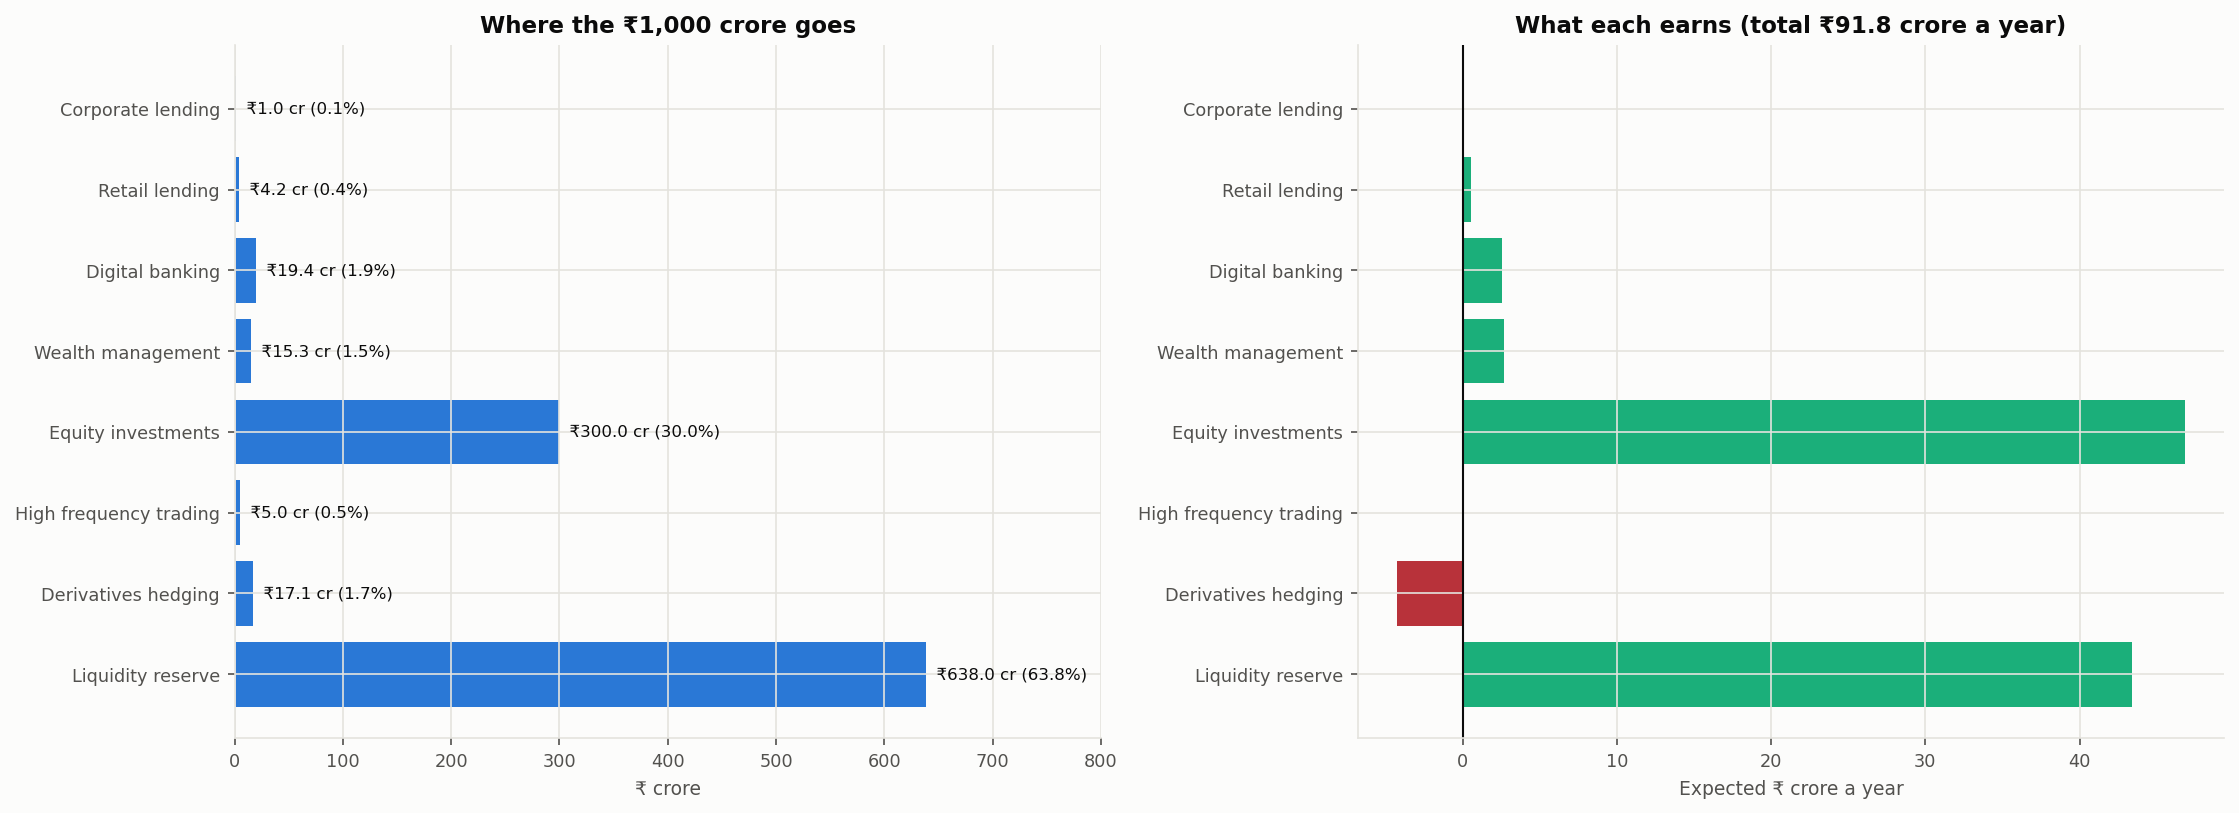 Where the ₹1,000 crore goes
Corporate lending
₹1.0 cr (0.1%)
Retail lending
₹4.2 cr (0.4%)
Digital banking
₹19.4 cr (1.9%)
Wealth management
₹15.3 cr (1.5%)
Equity investments
₹300.0 cr (30.0%)
High frequency trading
₹5.0 cr (0.5%)
Derivatives hedging
₹17.1 cr (1.7%)
Liquidity reserve
₹638.0 cr (63.8%)
0 100 200 300 400 500 600 700 800
₹ crore
What each earns (total ₹91.8 crore a year)
Corporate lending
Retail lending
Digital banking
Wealth management
Equity investments
High frequency trading
Derivatives hedging
Liquidity reserve
0 10 20 30 40
Expected ₹ crore a year